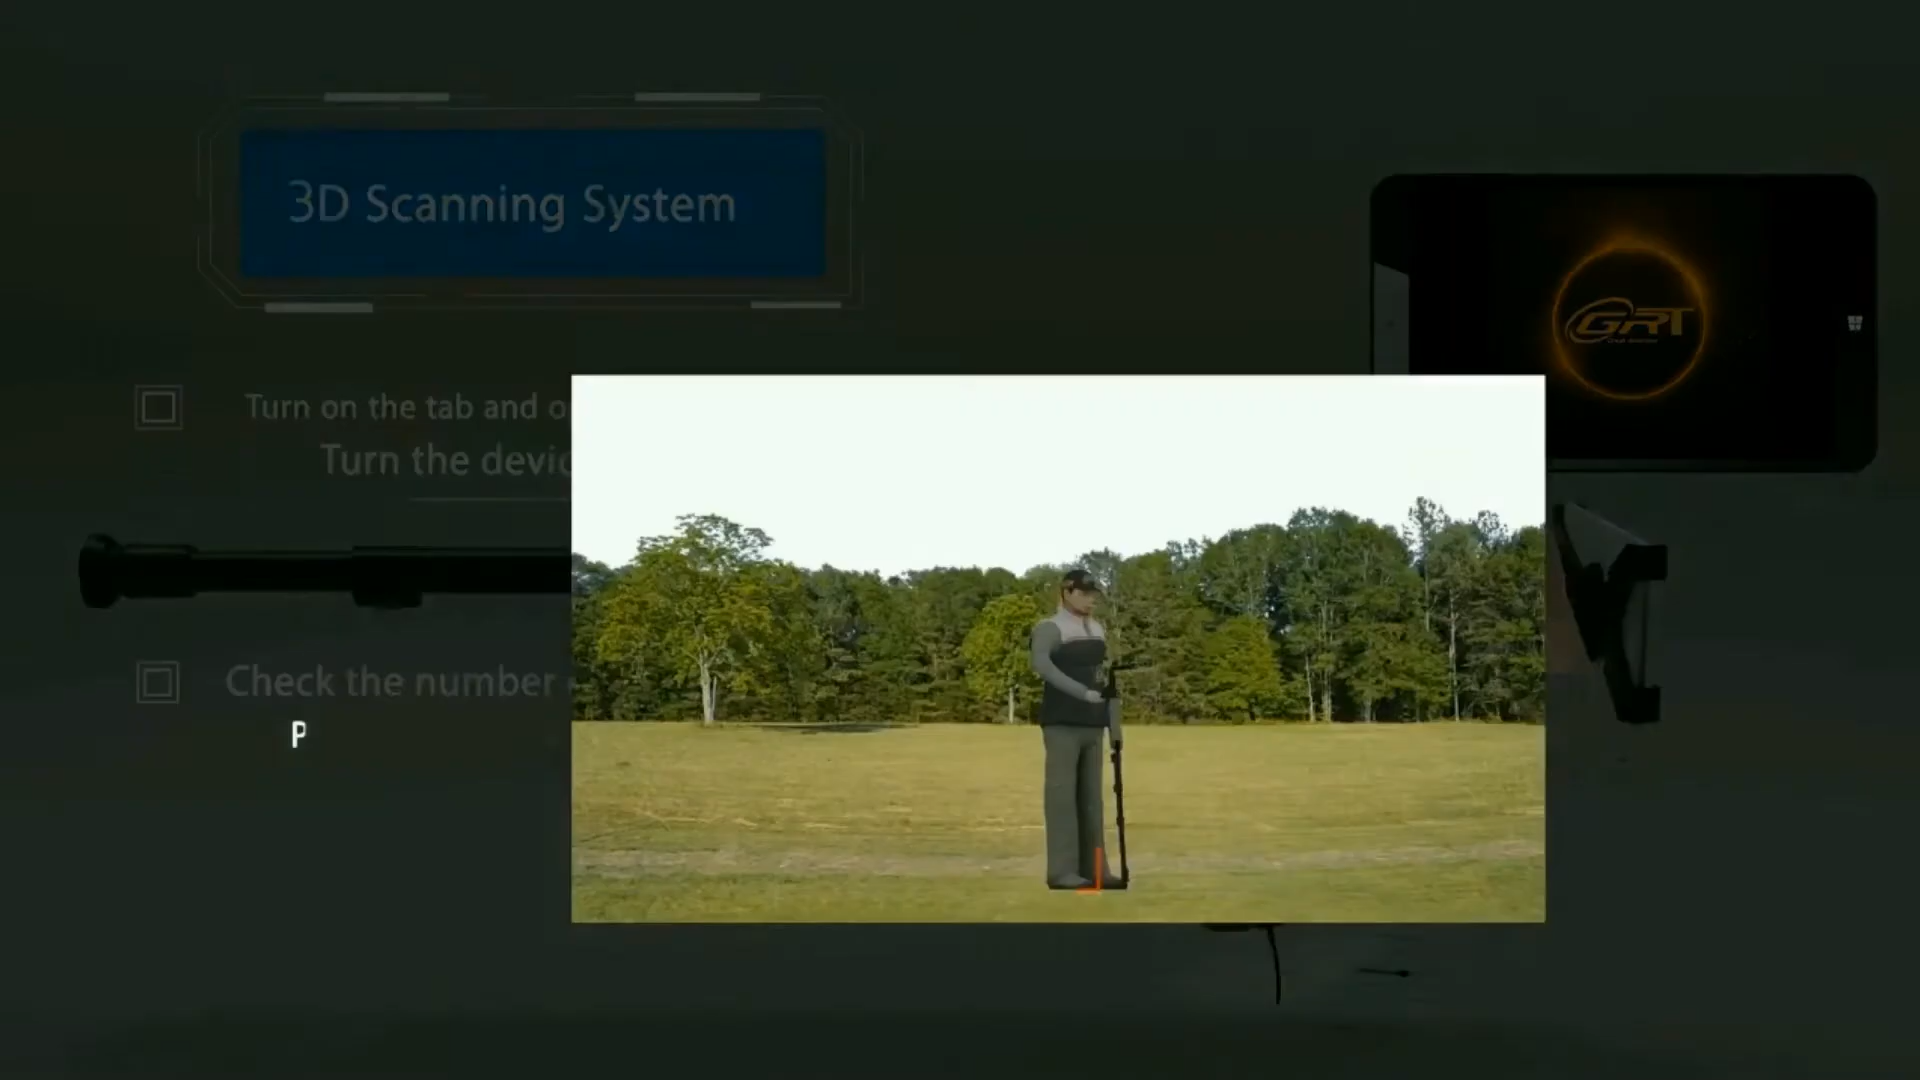 3D Scanning System
GRT
Turn on the tab and o
Turn the devic
Check the number
P